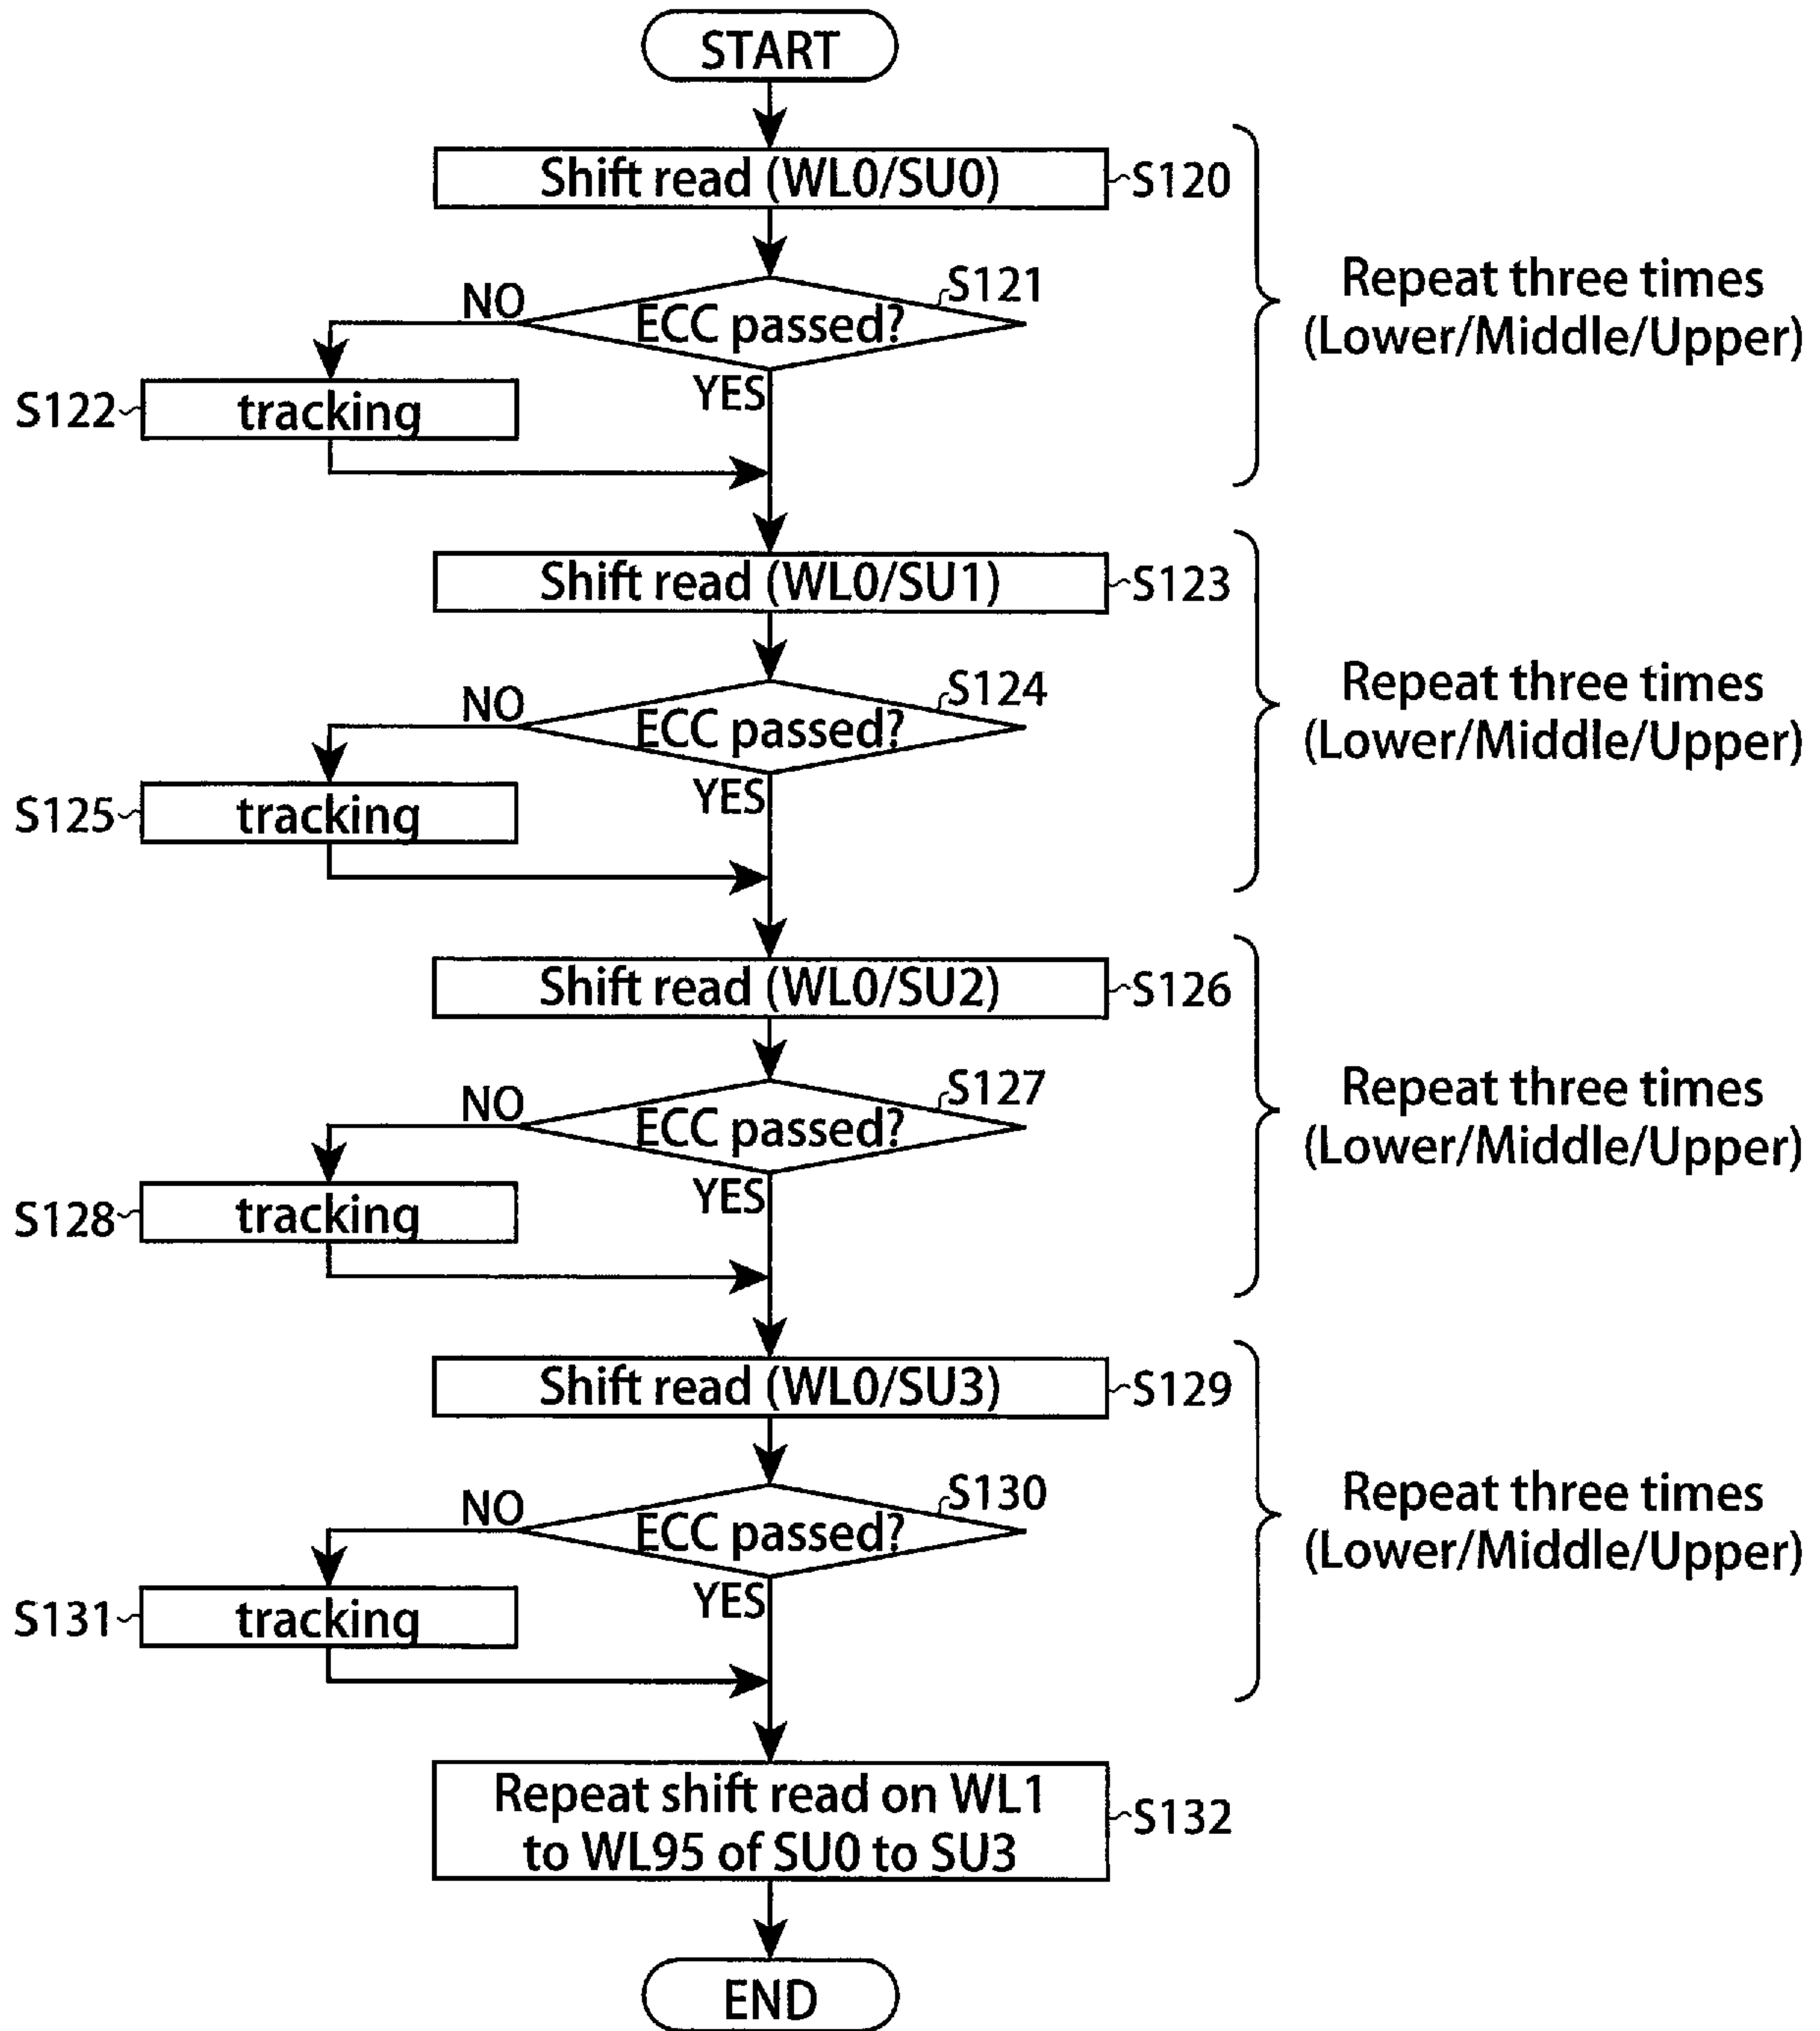 START
Shift read (WL0/SU0)
S120
S121
NO
ECC passed?
YES
S122
tracking
Repeat three times
(Lower/Middle/Upper)
Shift read (WL0/SU1)
S123
S124
NO
ECC passed?
YES
S125
tracking
Repeat three times
(Lower/Middle/Upper)
Shift read (WL0/SU2)
S126
S127
NO
ECC passed?
YES
S128
tracking
Repeat three times
(Lower/Middle/Upper)
Shift read (WL0/SU3)
S129
S130
NO
ECC passed?
YES
S131
tracking
Repeat three times
(Lower/Middle/Upper)
Repeat shift read on WL1
to WL95 of SU0 to SU3
S132
END